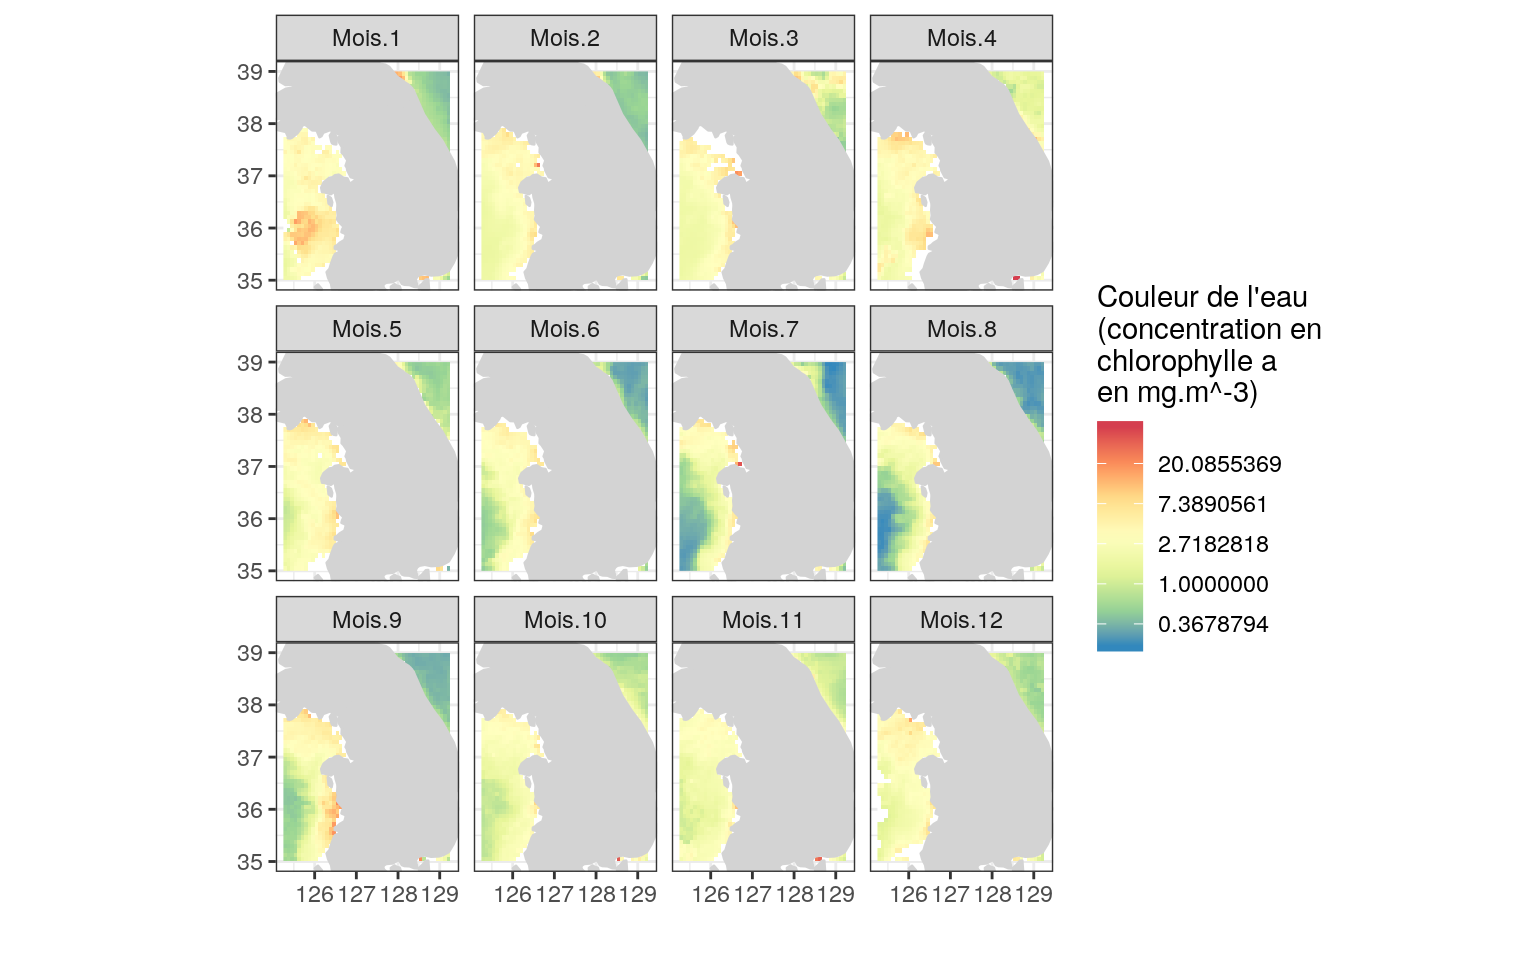 Mois.1 Mois.2 Mois.3 Mois.4
39
38
37
36
35
Mois.5 Mois.6 Mois.7 Mois.8
39
38
37
36
35
Mois.9 Mois.10 Mois.11 Mois.12
39
38
37
36
35
126 127 128 129 126 127 128 129 126 127 128 129 126 127 128 129
Couleur de l'eau
(concentration en
chlorophylle a
en mg.m^-3)
20.0855369
7.3890561
2.7182818
1.0000000
0.3678794